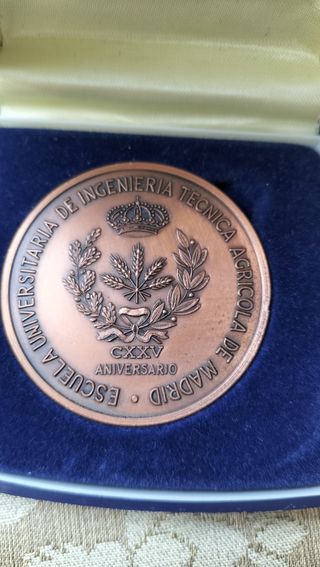 ESCUELA UNIVERSITARIA DE INGENIERIA TECNICA AGRICOLA DE MADRID •
CXXV
ANIVERSARIO